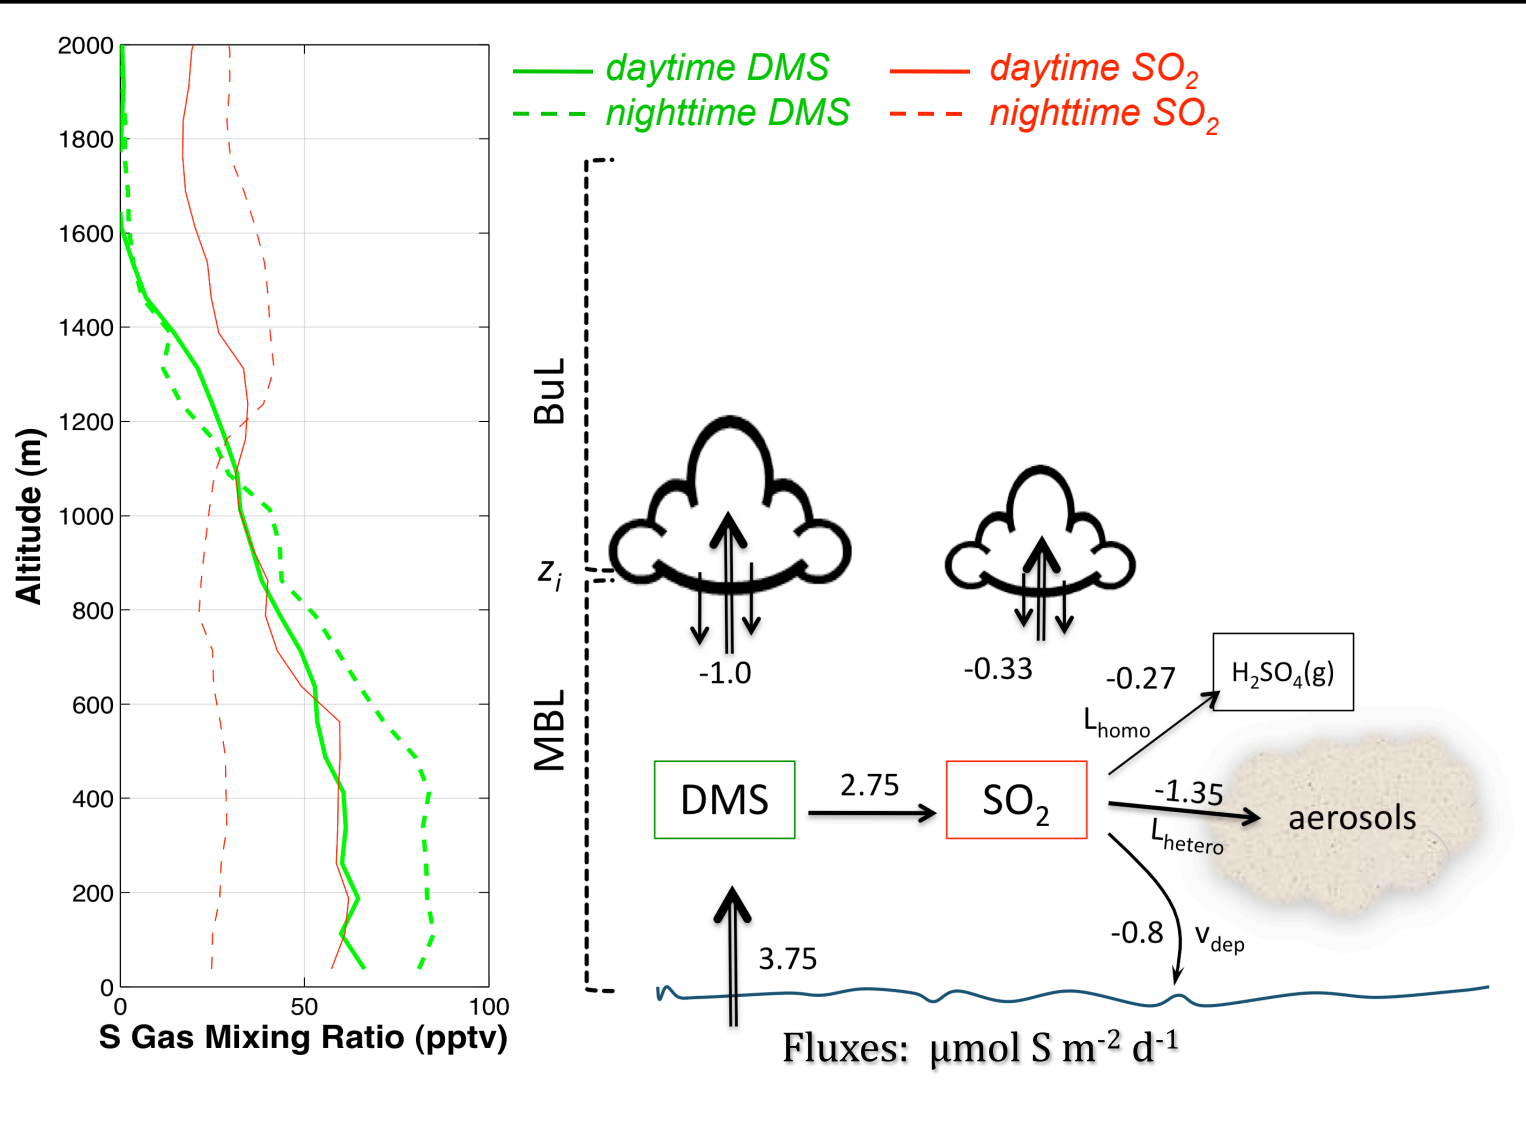 daytime DMS
nighttime DMS
daytime SO2
nighttime SO2
2000
1800
1600
1400
1200
1000
800
600
400
200
0
0
50
100
Altitude (m)
S Gas Mixing Ratio (pptv)
BuL
zi
MBL
-1.0
-0.33
-0.27
H2SO4(g)
Lhomo
DMS
2.75
SO2
-1.35
Lhetero
aerosols
-0.8
vdep
3.75
Fluxes: μmol S m-2 d-1